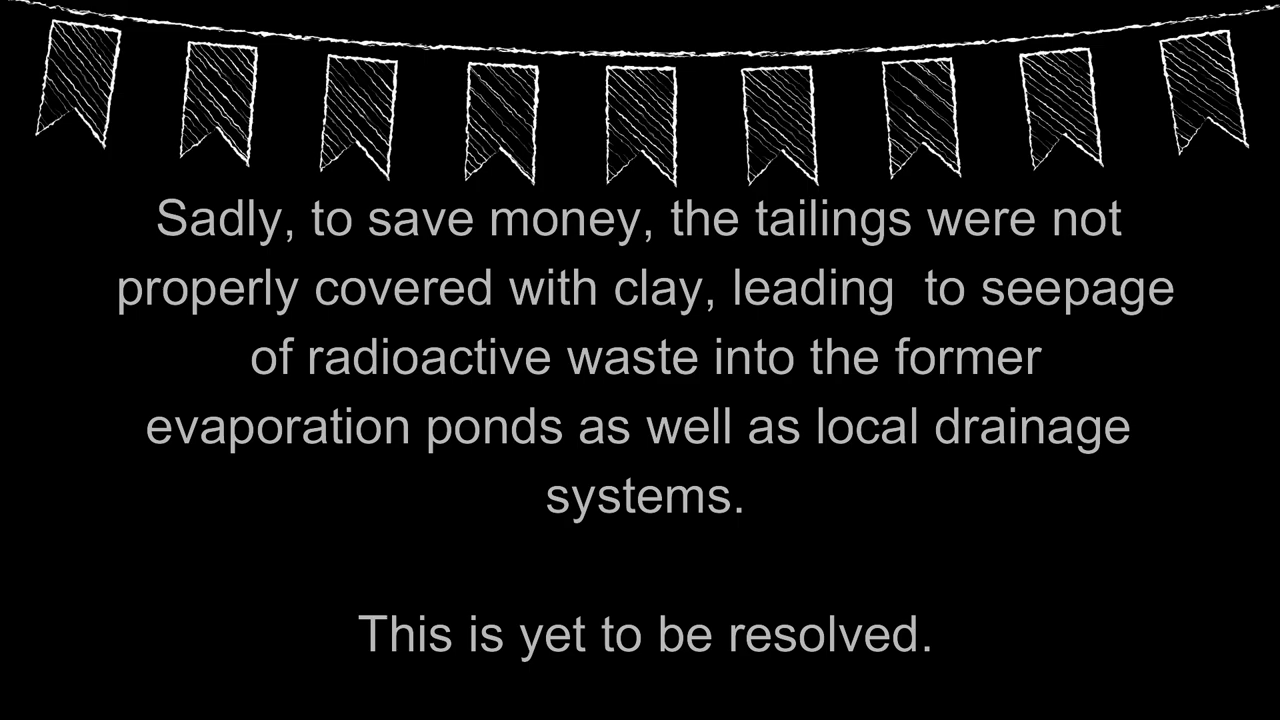 Sadly, to save money, the tailings were not
properly covered with clay, leading  to seepage
of radioactive waste into the former
evaporation ponds as well as local drainage
systems.
This is yet to be resolved.